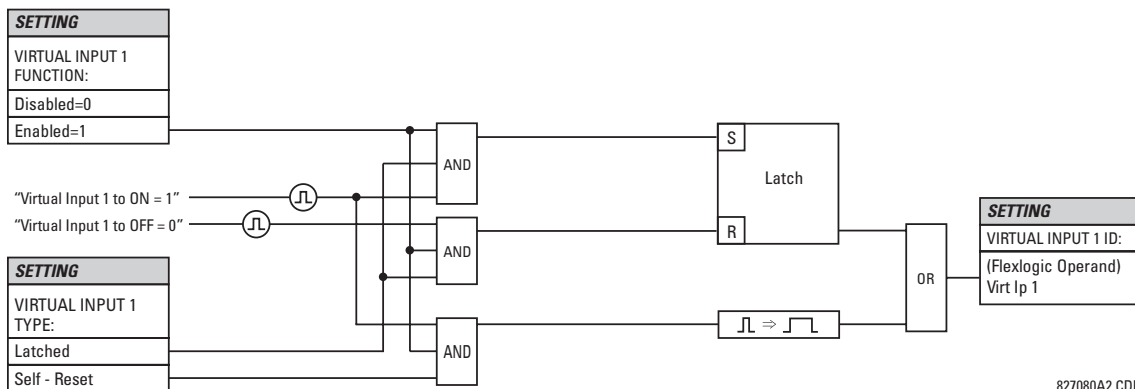 SETTING
VIRTUAL INPUT 1
FUNCTION:
Disabled=0
Enabled=1
“Virtual Input 1 to ON = 1”
“Virtual Input 1 to OFF = 0”
SETTING
VIRTUAL INPUT 1
TYPE:
Latched
Self - Reset
AND
AND
AND
S
Latch
R
OR
SETTING
VIRTUAL INPUT 1 ID:
(Flexlogic Operand)
Virt Ip 1
827080A2.CDR